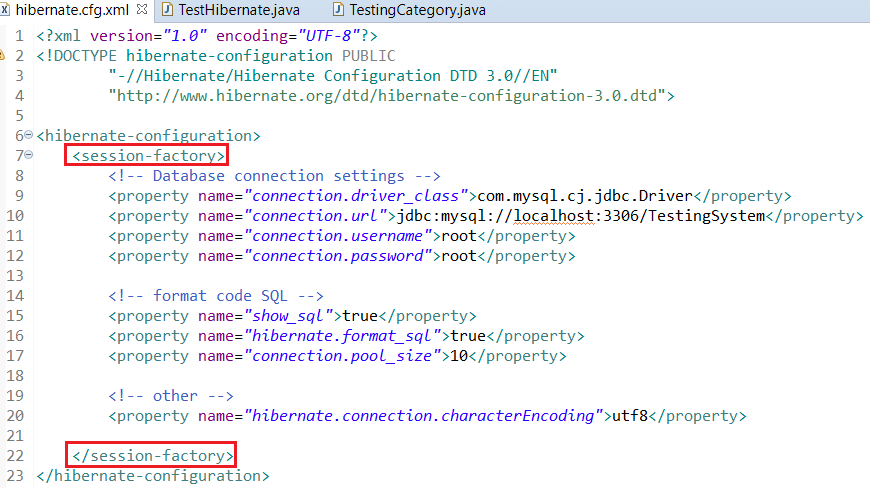 hibernate.cfg.xml TestHibernate.java TestingCategory.java
1 <?xml version="1.0" encoding="UTF-8"?>
2 <!DOCTYPE hibernate-configuration PUBLIC
3 "-//Hibernate/Hibernate Configuration DTD 3.0//EN"
4 "http://www.hibernate.org/dtd/hibernate-configuration-3.0.dtd">
5
6 <hibernate-configuration>
7 <session-factory>
8 <!-- Database connection settings -->
9 <property name="connection.driver_class">com.mysql.cj.jdbc.Driver</property>
10 <property name="connection.url">jdbc:mysql://localhost:3306/TestingSystem</property>
11 <property name="connection.username">root</property>
12 <property name="connection.password">root</property>
13
14 <!-- format code SQL -->
15 <property name="show_sql">true</property>
16 <property name="hibernate.format_sql">true</property>
17 <property name="connection.pool_size">10</property>
18
19 <!-- other -->
20 <property name="hibernate.connection.characterEncoding">utf8</property>
21
22 </session-factory>
23 </hibernate-configuration>